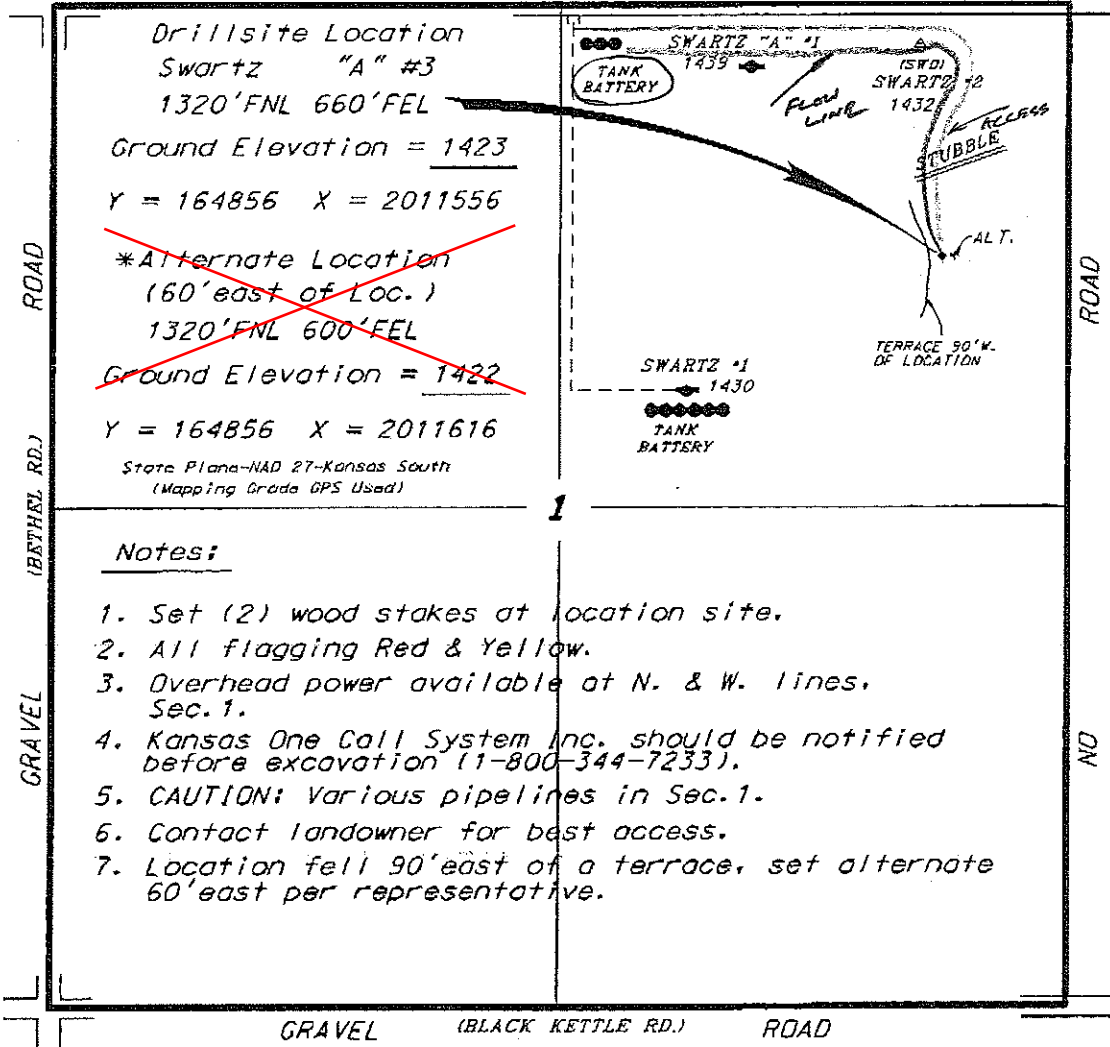 Drillsite Location
Swartz "A" #3
1320'FNL 660'FEL
Ground Elevation = 1423
Y = 164856 X = 2011556
*Alternate Location
(60'east of Loc.)
1320'FNL 600'FEL
Ground Elevation = 1422
Y = 164856 X = 2011616
State Plane-NAD 27-Kansas South
(Mapping Grade GPS Used)
SWARTZ "A" #1
1439
TANK
BATTERY
(SWD)
SWARTZ #2
1432
FLOW
LINE
ACCESS
STUBBLE
ALT.
TERRACE 90'W.
OF LOCATION
SWARTZ #1
1430
TANK
BATTERY
1
Notes:
1. Set (2) wood stakes at location site.
2. All flagging Red & Yellow.
3. Overhead power available at N. & W. lines,
Sec.1.
4. Kansas One Call System Inc. should be notified
before excavation (1-800-344-7233).
5. CAUTION: Various pipelines in Sec.1.
6. Contact landowner for best access.
7. Location fell 90'east of a terrace, set alternate
60'east per representative.
GRAVEL (BETHEL RD.) ROAD
NO ROAD
GRAVEL (BLACK KETTLE RD.) ROAD